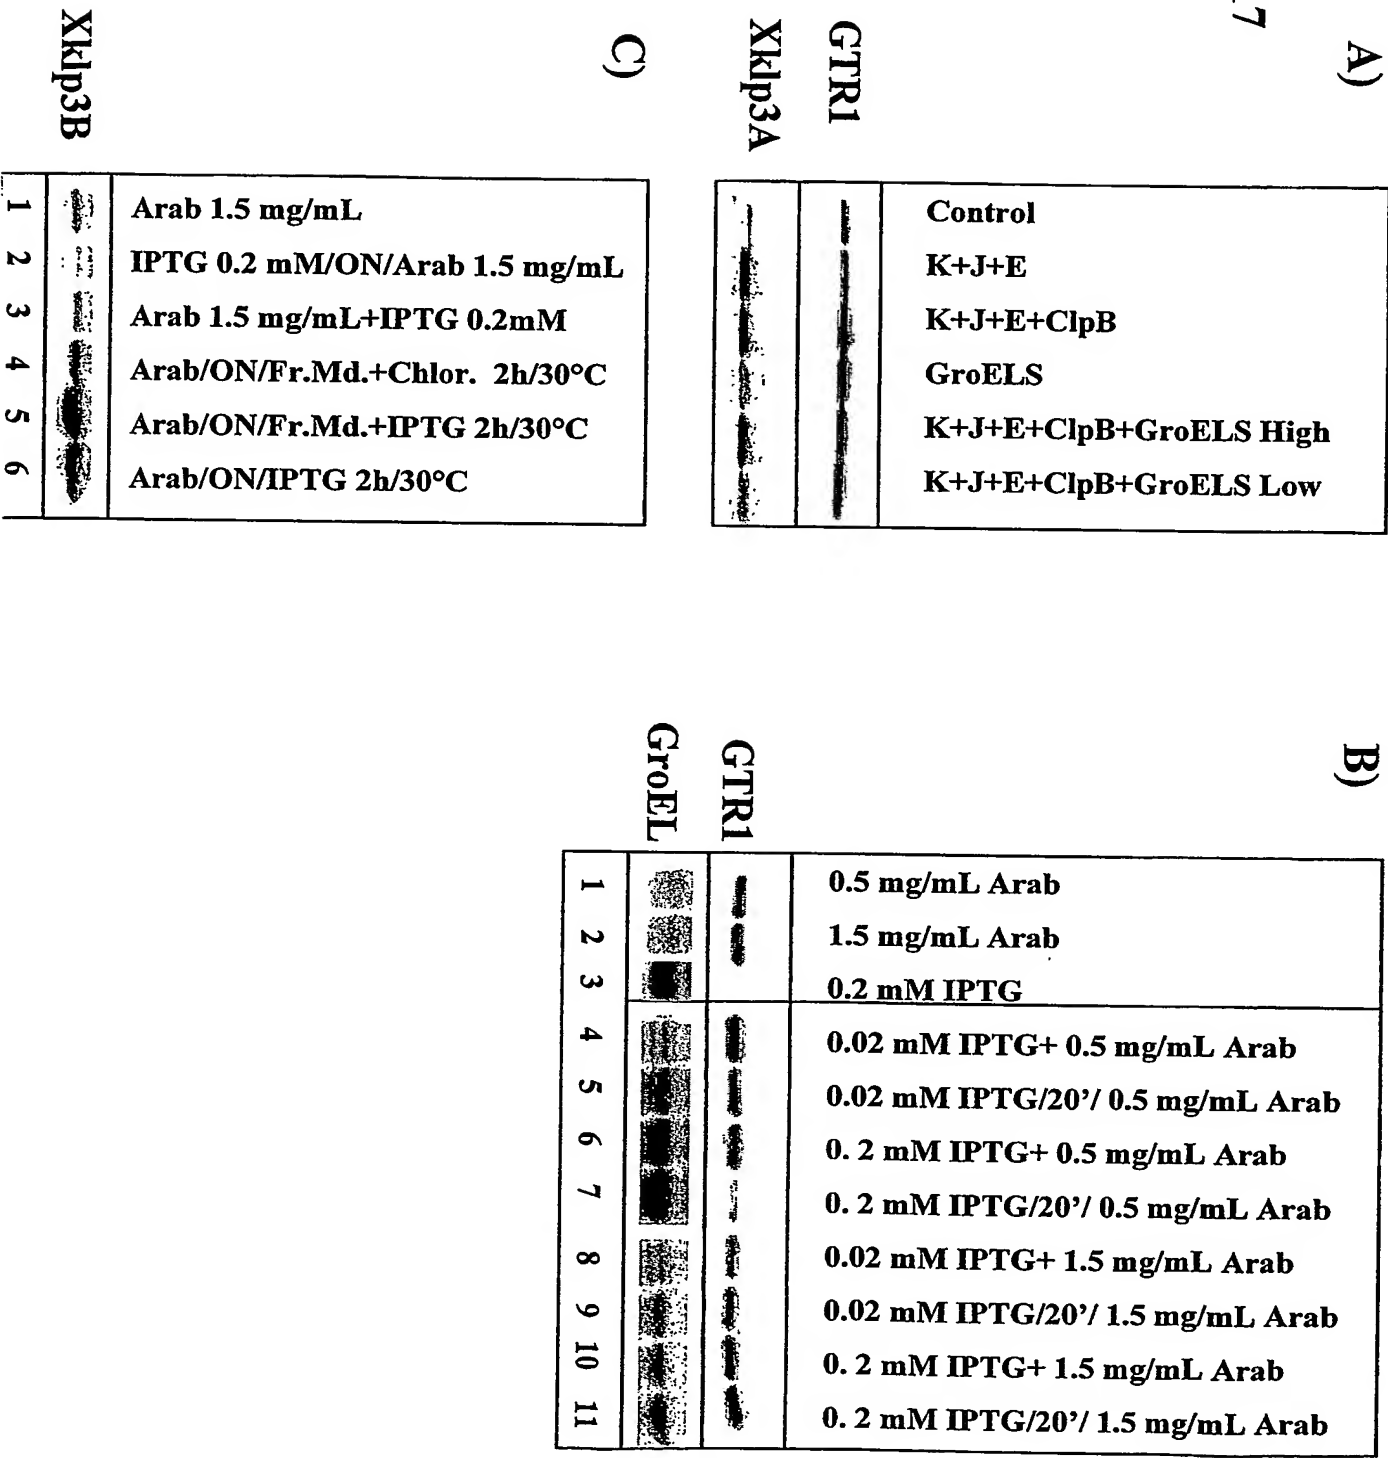 .7
A)
Control
K+J+E
K+J+E+ClpB
GroELS
K+J+E+ClpB+GroELS High
K+J+E+ClpB+GroELS Low
GTR1
Xklp3A
B)
0.5 mg/mL Arab
1.5 mg/mL Arab
0.2 mM IPTG
0.02 mM IPTG+ 0.5 mg/mL Arab
0.02 mM IPTG/20’/ 0.5 mg/mL Arab
0. 2 mM IPTG+ 0.5 mg/mL Arab
0. 2 mM IPTG/20’/ 0.5 mg/mL Arab
0.02 mM IPTG+ 1.5 mg/mL Arab
0.02 mM IPTG/20’/ 1.5 mg/mL Arab
0. 2 mM IPTG+ 1.5 mg/mL Arab
0. 2 mM IPTG/20’/ 1.5 mg/mL Arab
GTR1
GroEL
1 2 3 4 5 6 7 8 9 10 11
C)
Arab 1.5 mg/mL
IPTG 0.2 mM/ON/Arab 1.5 mg/mL
Arab 1.5 mg/mL+IPTG 0.2mM
Arab/ON/Fr.Md.+Chlor. 2h/30°C
Arab/ON/Fr.Md.+IPTG 2h/30°C
Arab/ON/IPTG 2h/30°C
Xklp3B
1 2 3 4 5 6